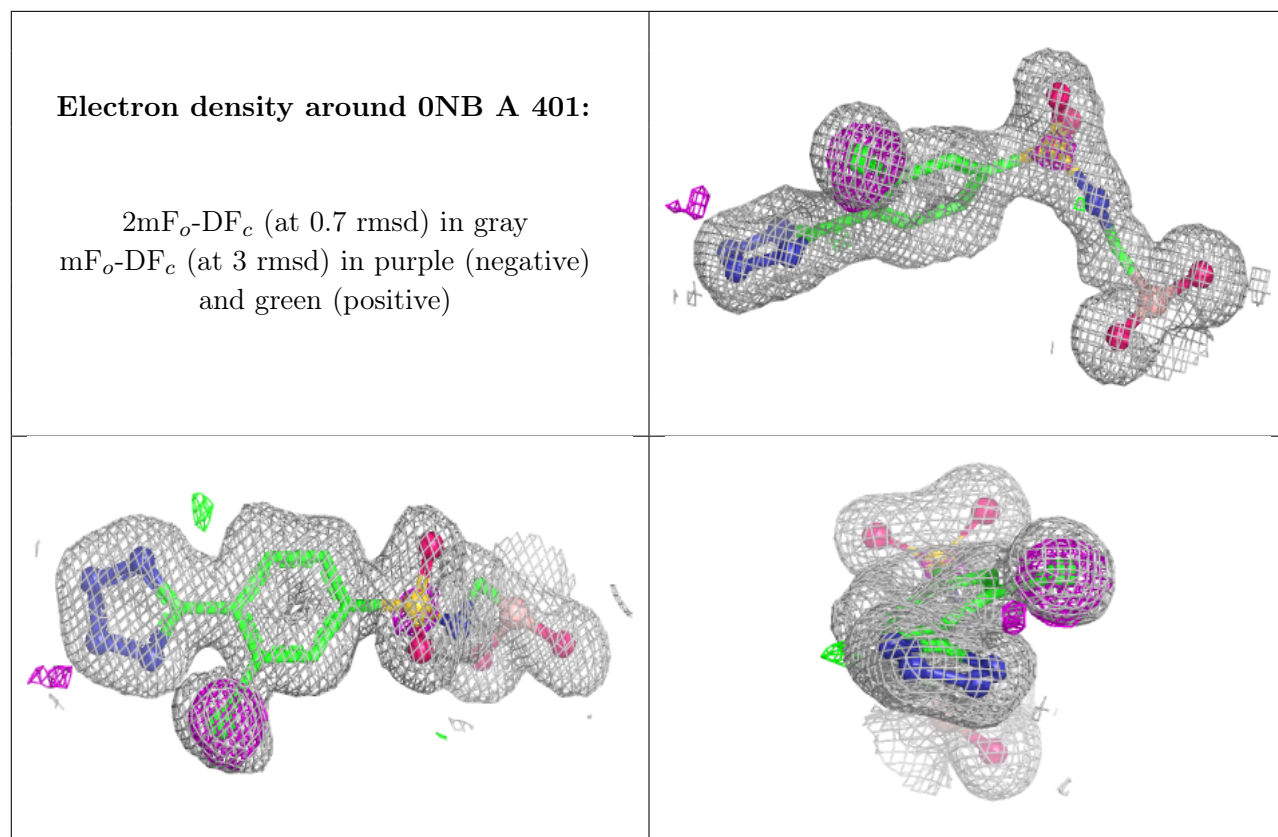 Electron density around 0NB A 401:
2mFo-DFc (at 0.7 rmsd) in gray
mFo-DFc (at 3 rmsd) in purple (negative)
and green (positive)